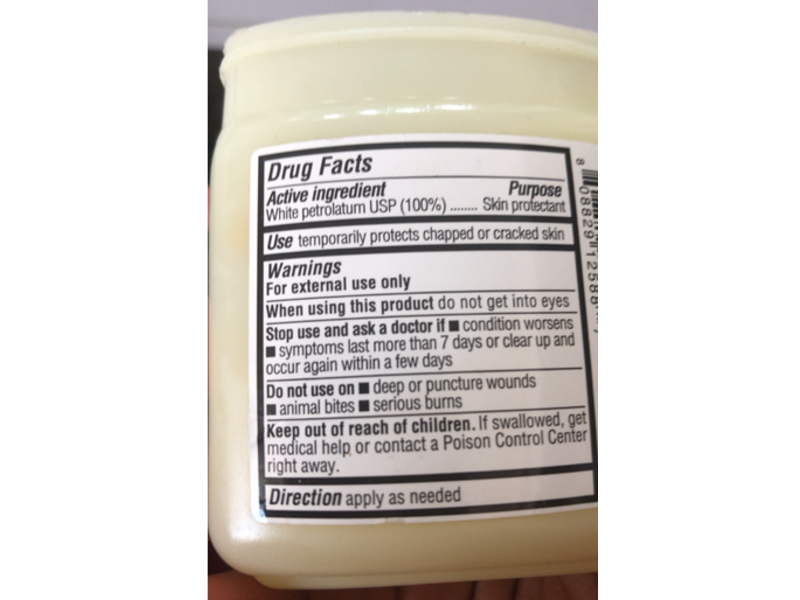 Drug Facts
Active ingredient Purpose
White petrolatum USP (100%) ........ Skin protectant
Use temporarily protects chapped or cracked skin
Warnings
For external use only
When using this product do not get into eyes
Stop use and ask a doctor if ■ condition worsens
■ symptoms last more than 7 days or clear up and
occur again within a few days
Do not use on ■ deep or puncture wounds
■ animal bites ■ serious burns
Keep out of reach of children. If swallowed, get
medical help or contact a Poison Control Center
right away.
Direction apply as needed
8 08829 12588